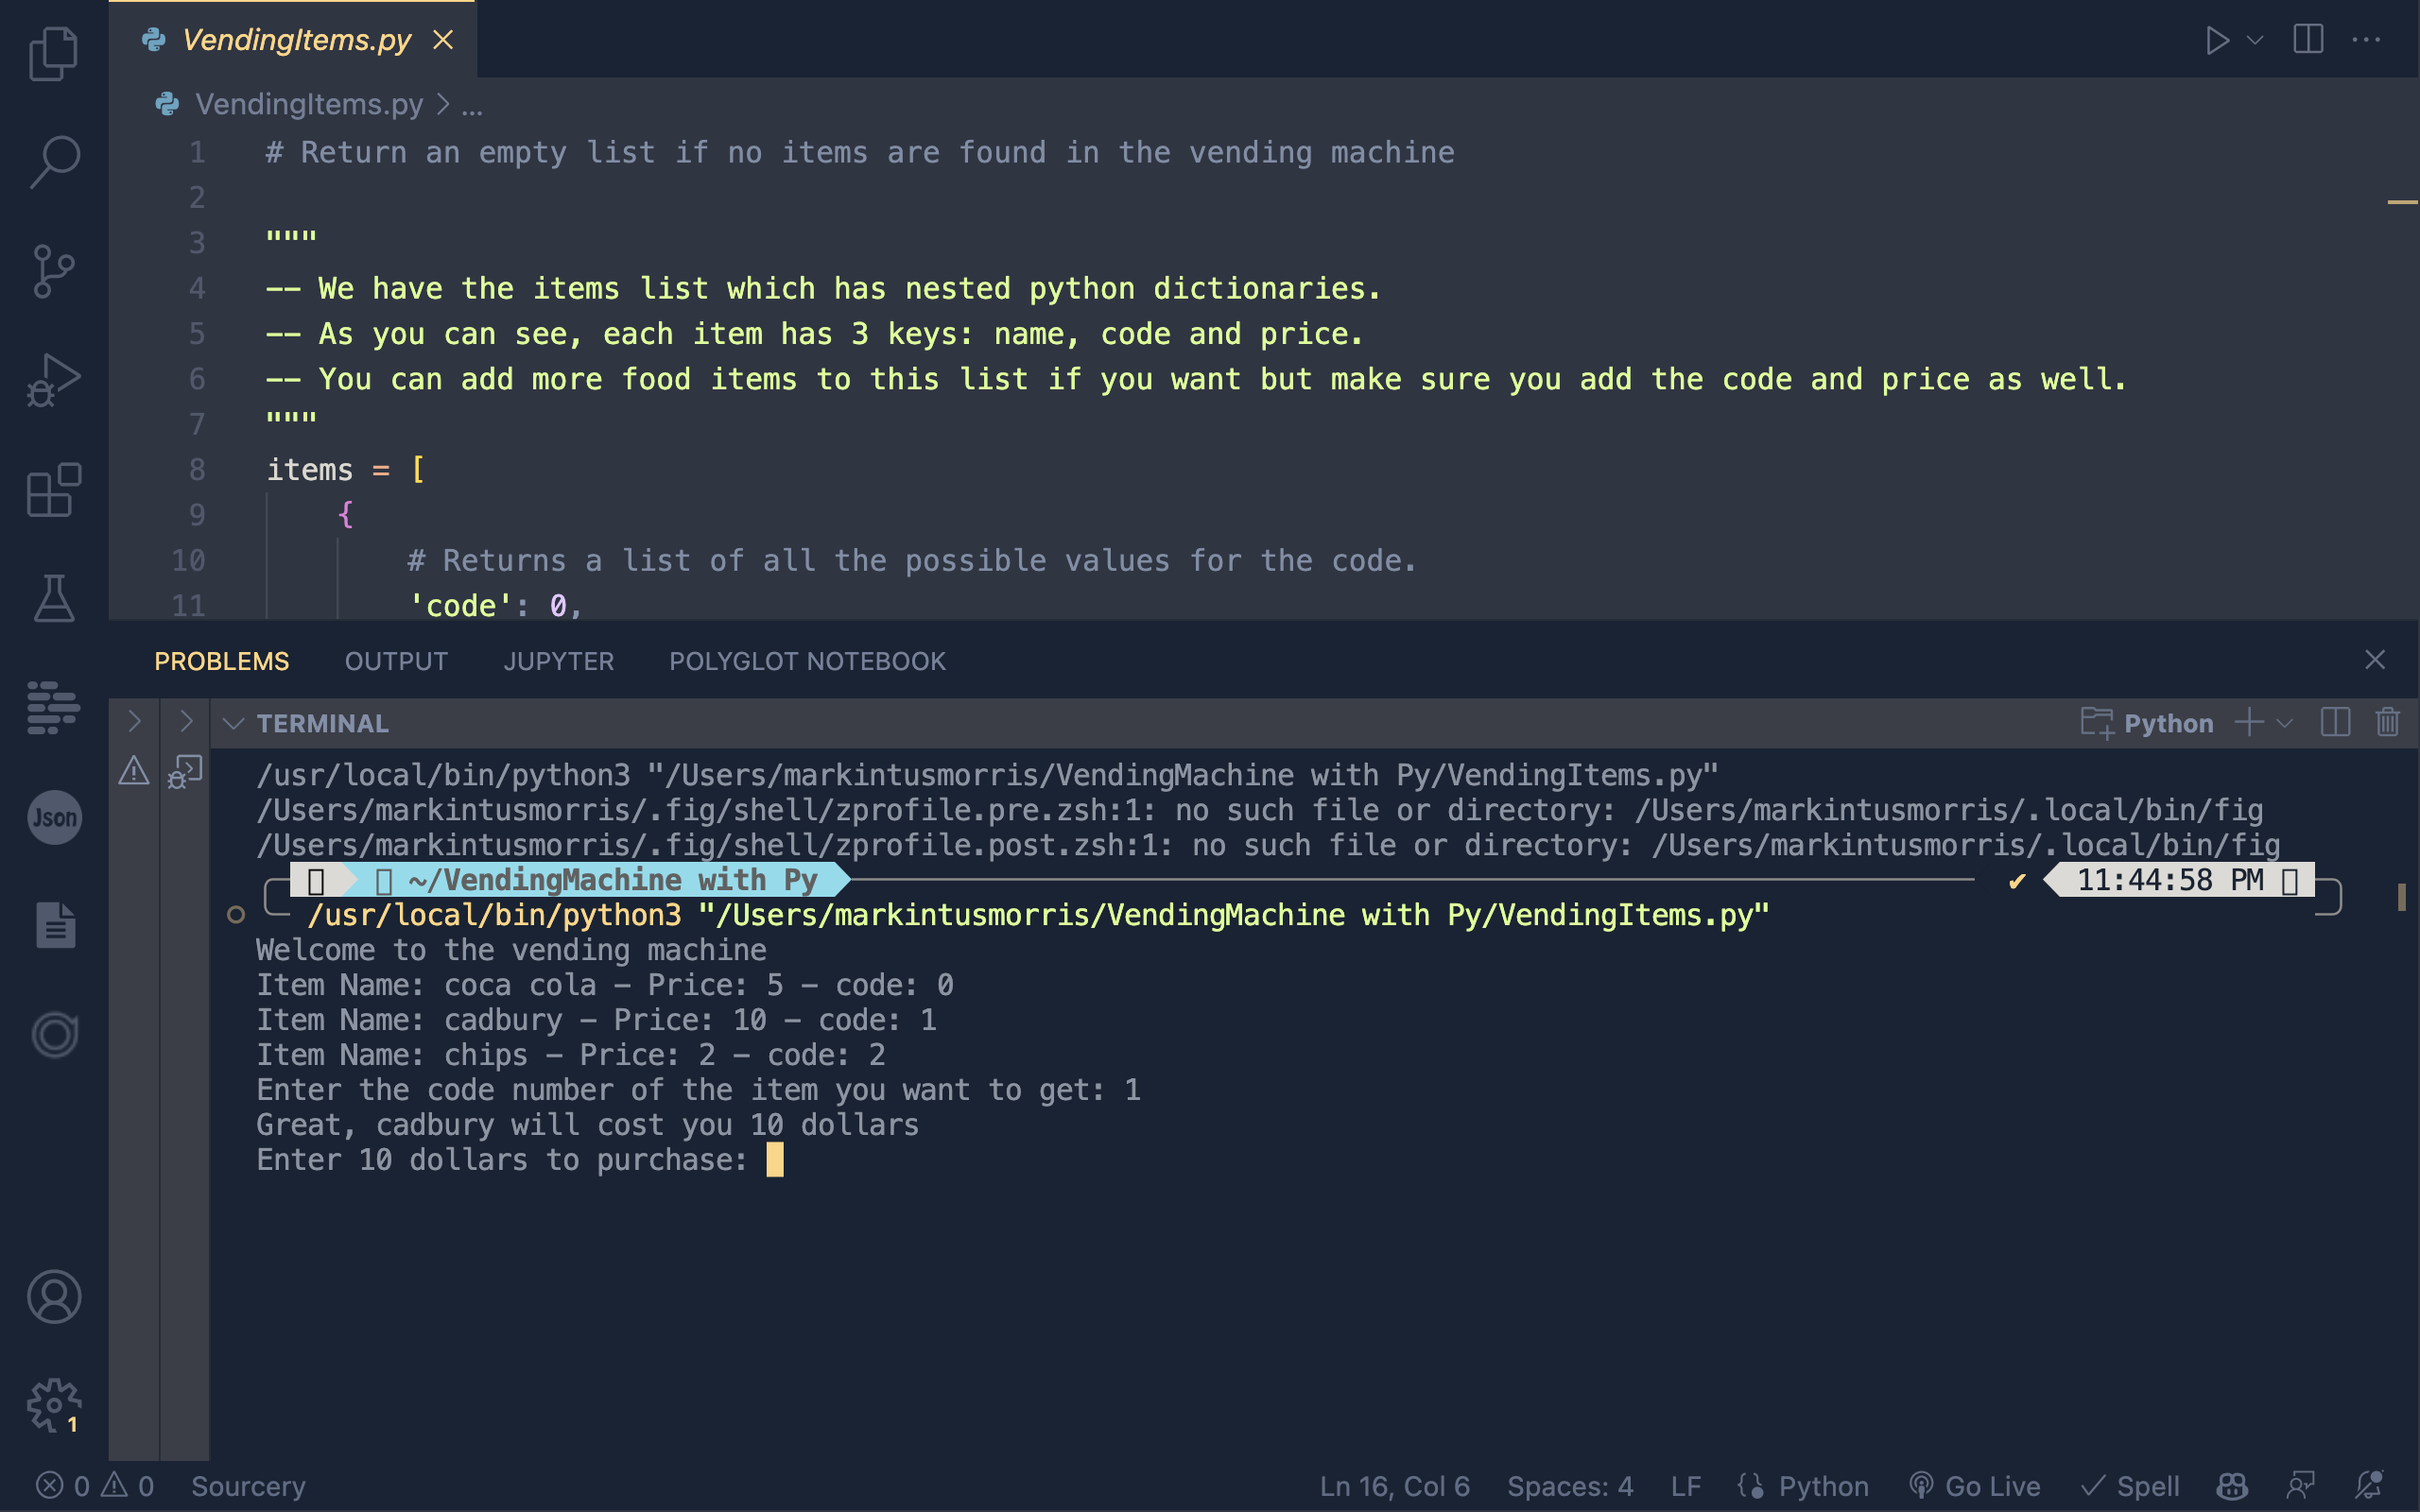 VendingItems.py
VendingItems.py > ...
1 # Return an empty list if no items are found in the vending machine
2
3 """
4 -- We have the items list which has nested python dictionaries.
5 -- As you can see, each item has 3 keys: name, code and price.
6 -- You can add more food items to this list if you want but make sure you add the code and price as well.
7 """
8 items = [
9 {
10 # Returns a list of all the possible values for the code.
11 'code': 0,
PROBLEMS OUTPUT JUPYTER POLYGLOT NOTEBOOK
TERMINAL Python
/usr/local/bin/python3 "/Users/markintusmorris/VendingMachine with Py/VendingItems.py"
/Users/markintusmorris/.fig/shell/zprofile.pre.zsh:1: no such file or directory: /Users/markintusmorris/.local/bin/fig
/Users/markintusmorris/.fig/shell/zprofile.post.zsh:1: no such file or directory: /Users/markintusmorris/.local/bin/fig
~/VendingMachine with Py ✔ 11:44:58 PM
/usr/local/bin/python3 "/Users/markintusmorris/VendingMachine with Py/VendingItems.py"
Welcome to the vending machine
Item Name: coca cola – Price: 5 – code: 0
Item Name: cadbury – Price: 10 – code: 1
Item Name: chips – Price: 2 – code: 2
Enter the code number of the item you want to get: 1
Great, cadbury will cost you 10 dollars
Enter 10 dollars to purchase:
Json
1
0 0 Sourcery Ln 16, Col 6 Spaces: 4 LF Python Go Live Spell